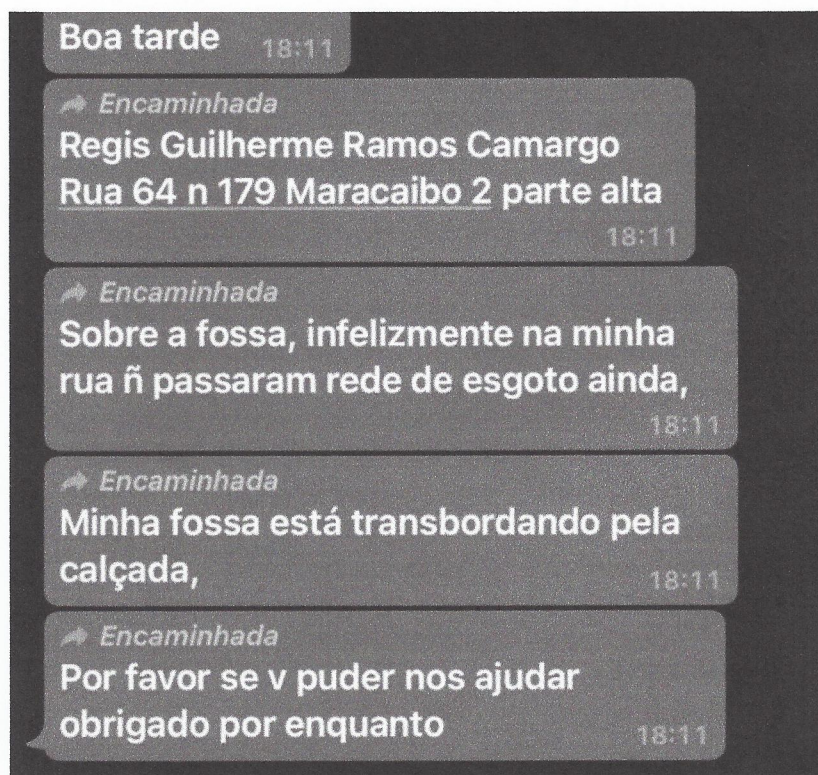 Boa tarde 18:11
Encaminhada
Regis Guilherme Ramos Camargo
Rua 64 n 179 Maracaibo 2 parte alta
18:11
Encaminhada
Sobre a fossa, infelizmente na minha
rua ñ passaram rede de esgoto ainda,
18:11
Encaminhada
Minha fossa está transbordando pela
calçada, 18:11
Encaminhada
Por favor se v puder nos ajudar
obrigado por enquanto 18:11